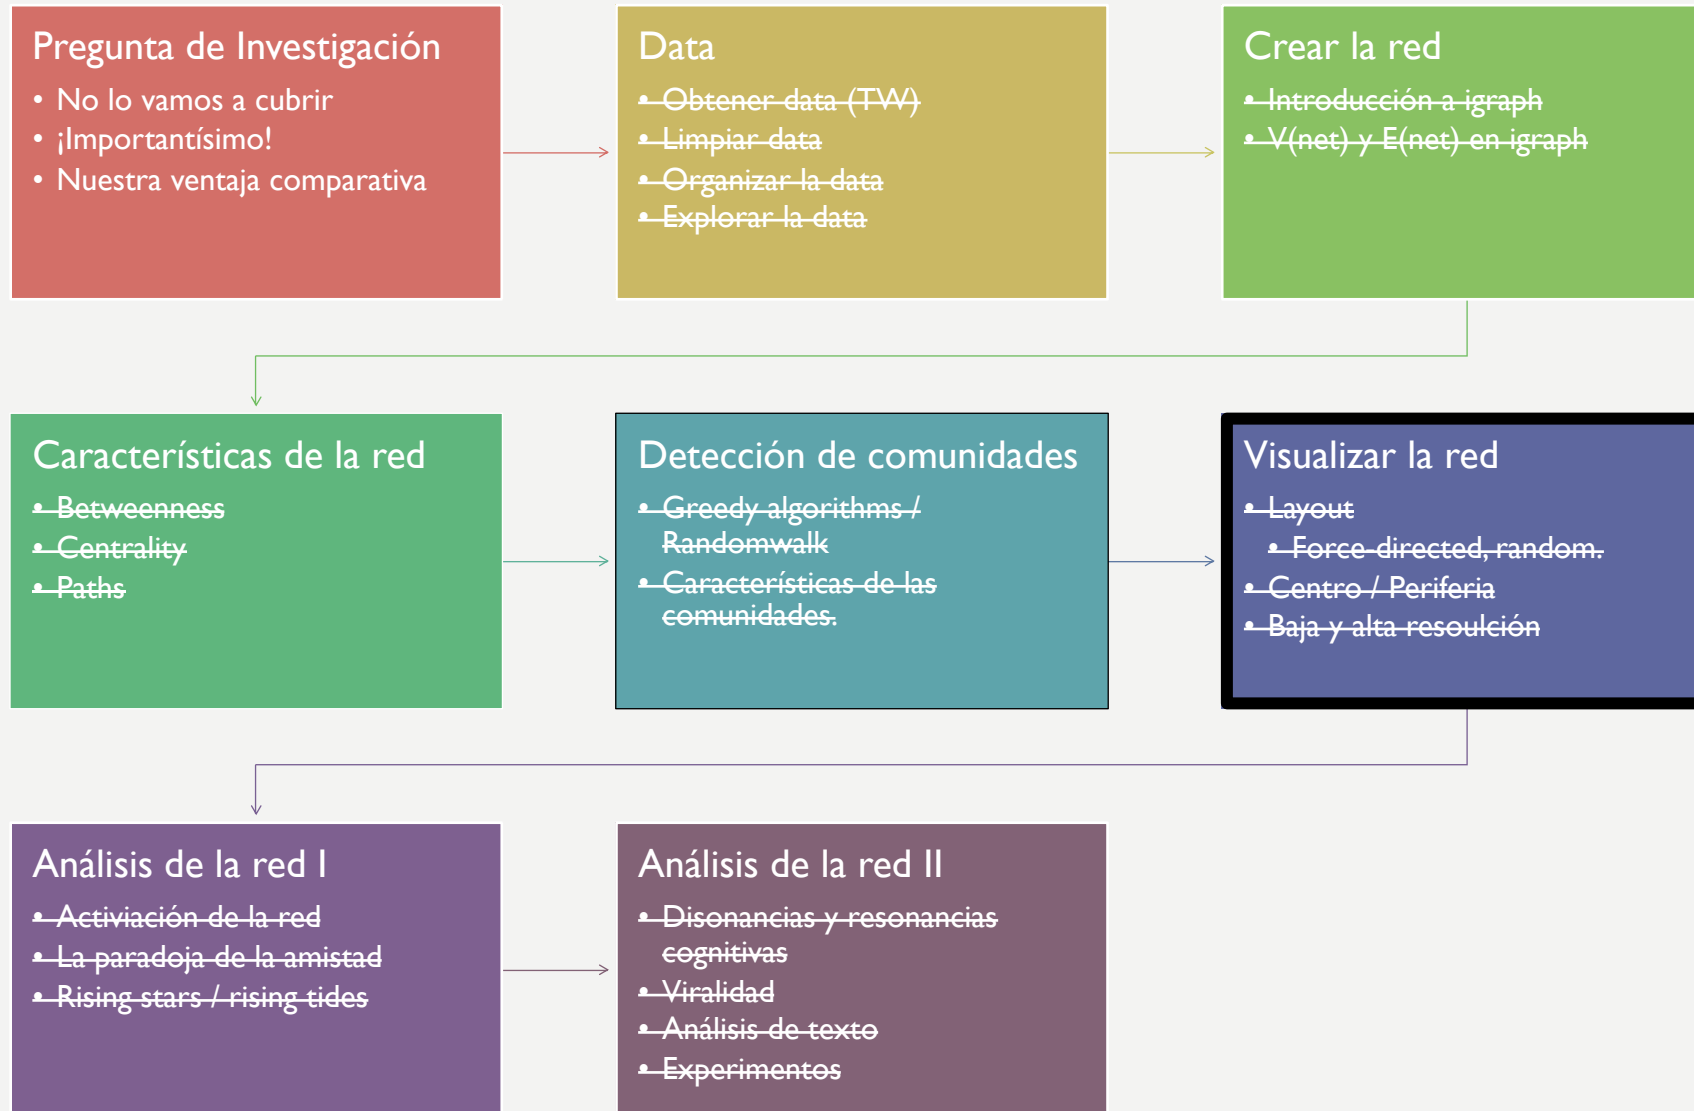 Pregunta de Investigación
• No lo vamos a cubrir
• ¡Importantísimo!
• Nuestra ventaja comparativa
Data
• Obtener data (TW)
• Limpiar data
• Organizar la data
• Explorar la data
Crear la red
• Introducción a igraph
• V(net) y E(net) en igraph
Características de la red
• Betweenness
• Centrality
• Paths
Detección de comunidades
• Greedy algorithms /
Randomwalk
• Características de las
comunidades.
Visualizar la red
• Layout
• Force-directed, random.
• Centro / Periferia
• Baja y alta resoulción
Análisis de la red I
• Activiación de la red
• La paradoja de la amistad
• Rising stars / rising tides
Análisis de la red II
• Disonancias y resonancias
cognitivas
• Viralidad
• Análisis de texto
• Experimentos